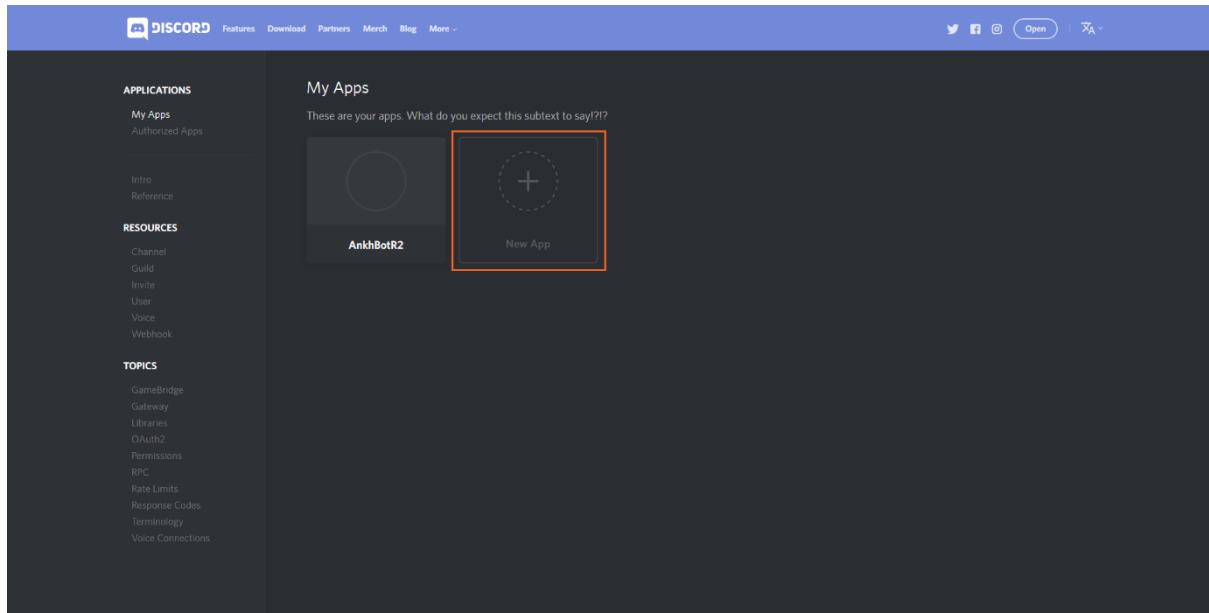 DISCORD Features Download Partners Merch Blog More Open
APPLICATIONS
My Apps
Authorized Apps
Intro
Reference
RESOURCES
Channel
Guild
Invite
User
Voice
Webhook
TOPICS
GameBridge
Gateway
Libraries
OAuth2
Permissions
RPC
Rate Limits
Response Codes
Terminology
Voice Connections
My Apps
These are your apps. What do you expect this subtext to say!?!?
AnkhBotR2
New App